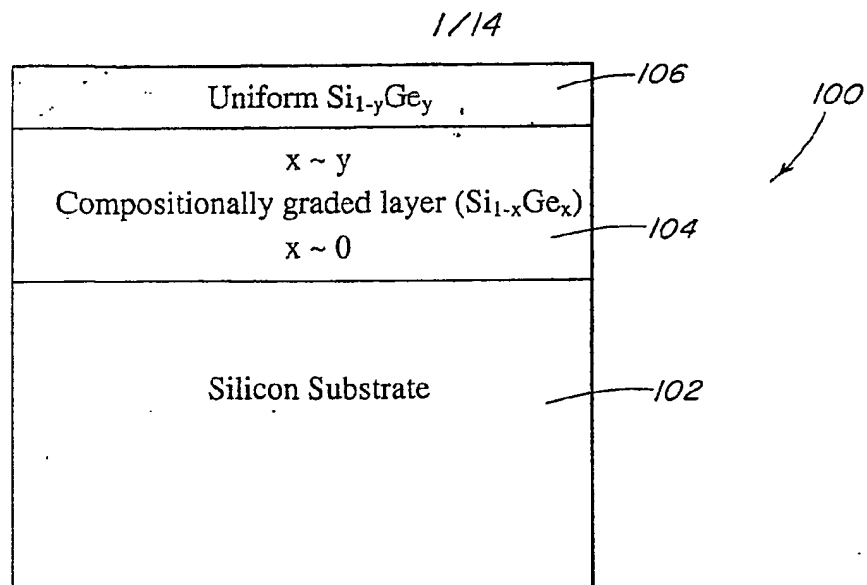 1/14
106
Uniform Si₁₋yGey
100
x ~ y
Compositionally graded layer (Si₁₋ₓGeₓ)
104
x ~ 0
Silicon Substrate
102